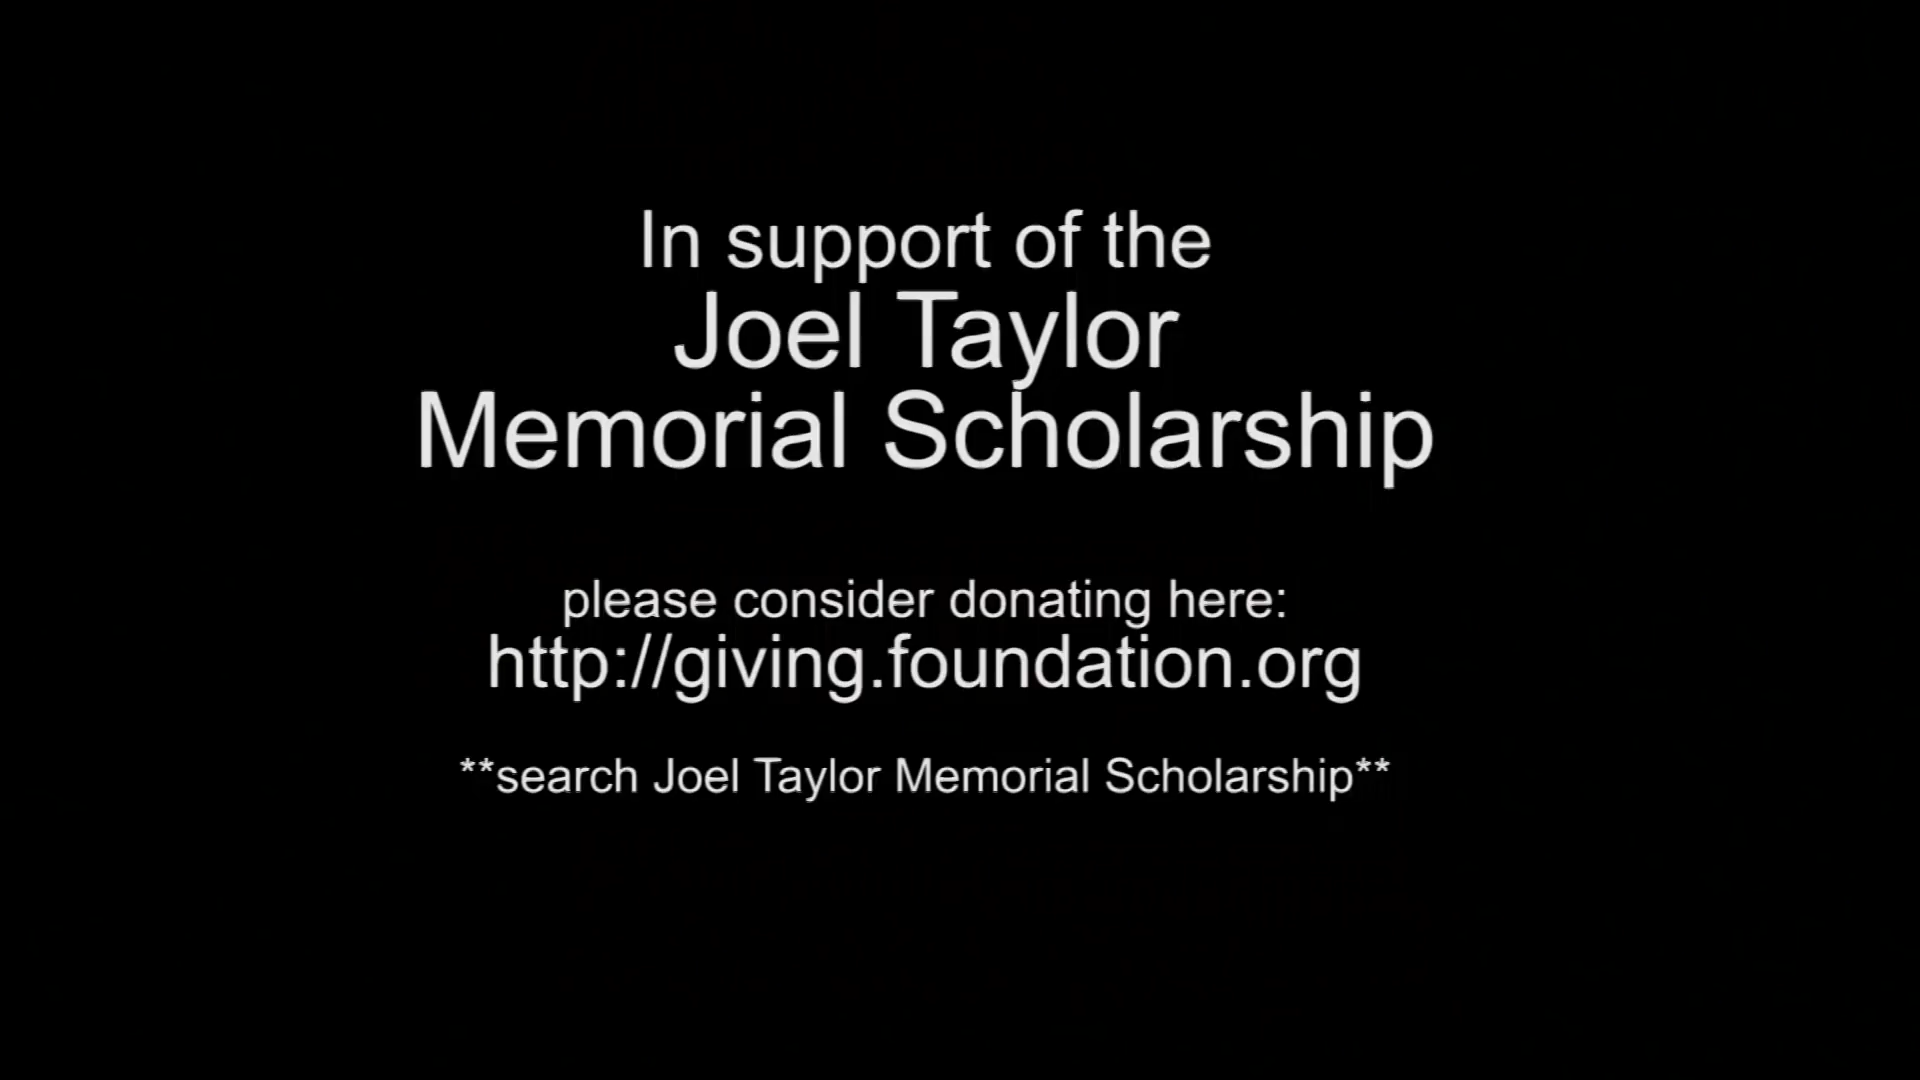 In support of the
Joel Taylor
Memorial Scholarship
please consider donating here:
http://giving.foundation.org
**search Joel Taylor Memorial Scholarship**